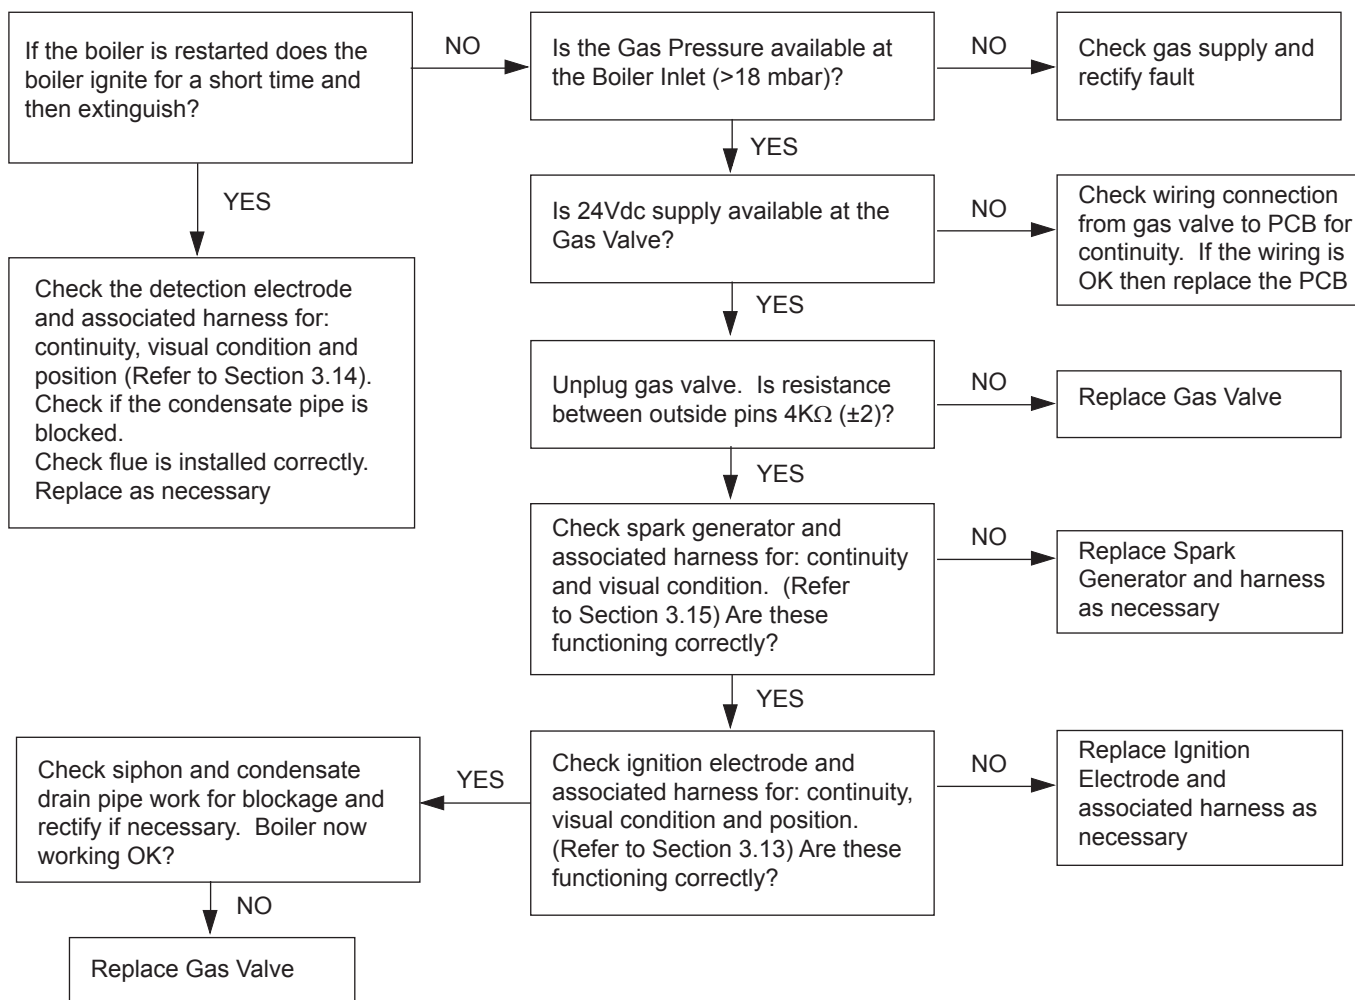 If the boiler is restarted does the
boiler ignite for a short time and
then extinguish?
NO
Is the Gas Pressure available at
the Boiler Inlet (>18 mbar)?
NO
Check gas supply and
rectify fault
YES
YES
Is 24Vdc supply available at the
Gas Valve?
NO
Check wiring connection
from gas valve to PCB for
continuity.  If the wiring is
OK then replace the PCB
Check the detection electrode
and associated harness for:
continuity, visual condition and
position (Refer to Section 3.14).
Check if the condensate pipe is
blocked.
Check flue is installed correctly.
Replace as necessary
YES
Unplug gas valve.  Is resistance
between outside pins 4KΩ (±2)?
NO
Replace Gas Valve
YES
Check spark generator and
associated harness for: continuity
and visual condition.  (Refer
to Section 3.15) Are these
functioning correctly?
NO
Replace Spark
Generator and harness
as necessary
YES
Check ignition electrode and
associated harness for: continuity,
visual condition and position.
(Refer to Section 3.13) Are these
functioning correctly?
NO
Replace Ignition
Electrode and
associated harness as
necessary
YES
Check siphon and condensate
drain pipe work for blockage and
rectify if necessary.  Boiler now
working OK?
NO
Replace Gas Valve